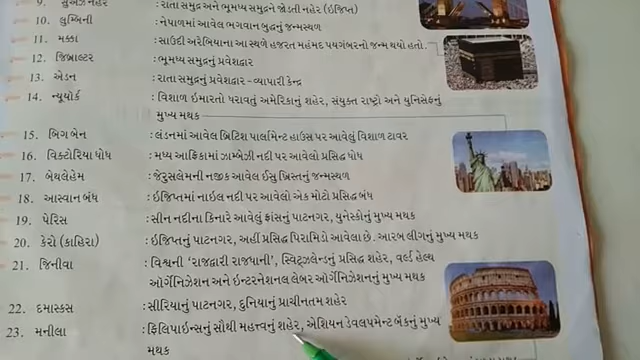 9. સુએઝ નહેર : રાતા સમુદ્ર અને ભૂમધ્ય સમુદ્રને જોડતી નહેર (ઇજિપ્ત)
10. લુમ્બિની : નેપાળમાં આવેલ ભગવાન બુદ્ધનું જન્મસ્થળ
11. મક્કા : સાઉદી અરેબિયાના આ સ્થળે હજરત મહંમદ પયગંબરનો જન્મ થયો હતો.
12. જિબ્રાલ્ટર : ભૂમધ્ય સમુદ્રનું પ્રવેશદ્વાર
13. એડન : રાતા સમુદ્રનું પ્રવેશદ્વાર – વ્યાપારી કેન્દ્ર
14. ન્યૂયોર્ક : વિશાળ ઇમારતો ધરાવતું અમેરિકાનું શહેર, સંયુક્ત રાષ્ટ્રો અને યુનિસેફનું
મુખ્ય મથક
15. બિગ બેન : લંડનમાં આવેલ બ્રિટિશ પાર્લામેન્ટ હાઉસ પર આવેલું વિશાળ ટાવર
16. વિક્ટોરિયા ધોધ : મધ્ય આફ્રિકામાં ઝામ્બેઝી નદી પર આવેલો પ્રસિદ્ધ ધોધ
17. બેથલેહેમ : જેરુસલેમની નજીક આવેલ ઈસુ ખ્રિસ્તનું જન્મસ્થળ
18. આસ્વાન બંધ : ઇજિપ્તમાં નાઇલ નદી પર આવેલો એક મોટો પ્રસિદ્ધ બંધ
19. પેરિસ : સીન નદીના કિનારે આવેલું ફ્રાંસનું પાટનગર, યુનેસ્કોનું મુખ્ય મથક
20. કેરો (કાહિરા) : ઇજિપ્તનું પાટનગર, અહીં પ્રસિદ્ધ પિરામિડો આવેલા છે. આરબ લીગનું મુખ્ય મથક
21. જિનીવા : વિશ્વની ‘રાજદ્વારી રાજધાની’, સ્વિટ્ઝર્લૅન્ડનું પ્રસિદ્ધ શહેર, વર્લ્ડ હેલ્થ
ઑર્ગેનિઝેશન અને ઇન્ટરનેશનલ લેબર ઑર્ગેનિઝેશનનું મુખ્ય મથક
22. દમાસ્કસ : સીરિયાનું પાટનગર, દુનિયાનું પ્રાચીનતમ શહેર
23. મનીલા : ફિલિપાઇન્સનું સૌથી મહત્ત્વનું શહેર, એશિયન ડેવલપમેન્ટ બૅંકનું મુખ્ય
મથક